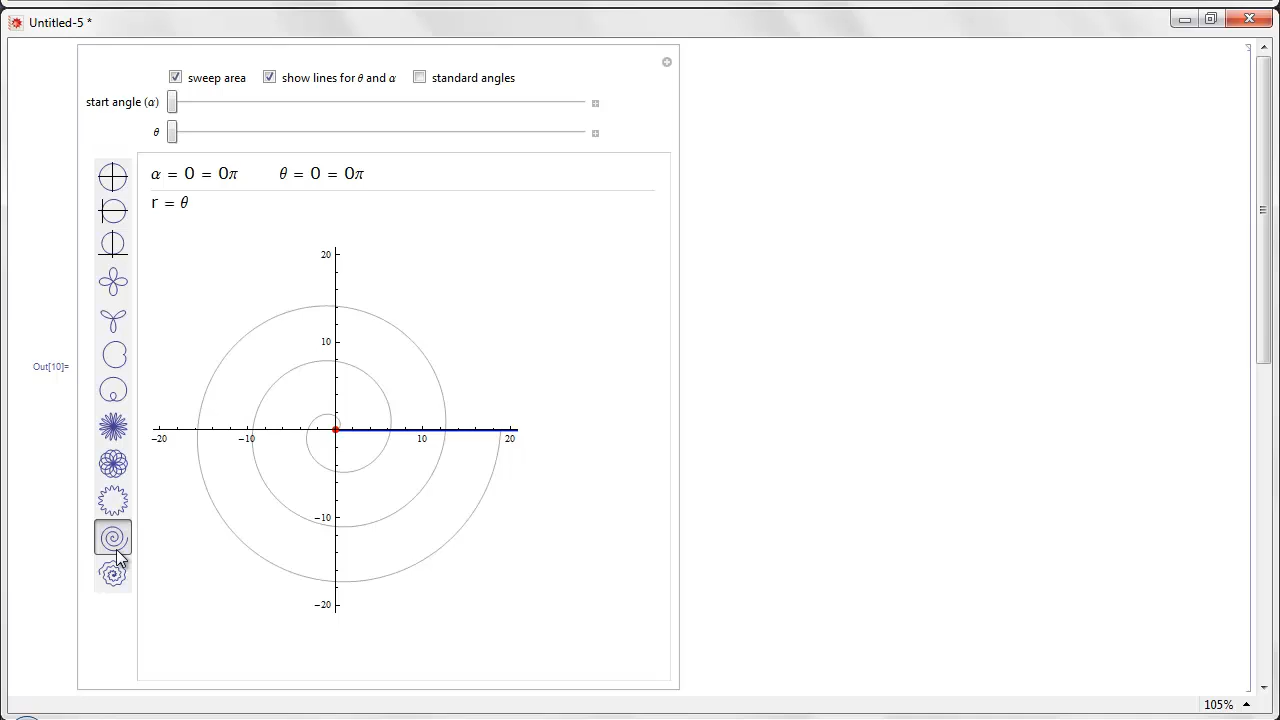 Untitled-5 *
sweep area show lines for θ and α standard angles
start angle (α)
θ
α = 0 = 0π θ = 0 = 0π
r = θ
20
10
−20 −10 10 20
−10
−20
Out[10]=
105%